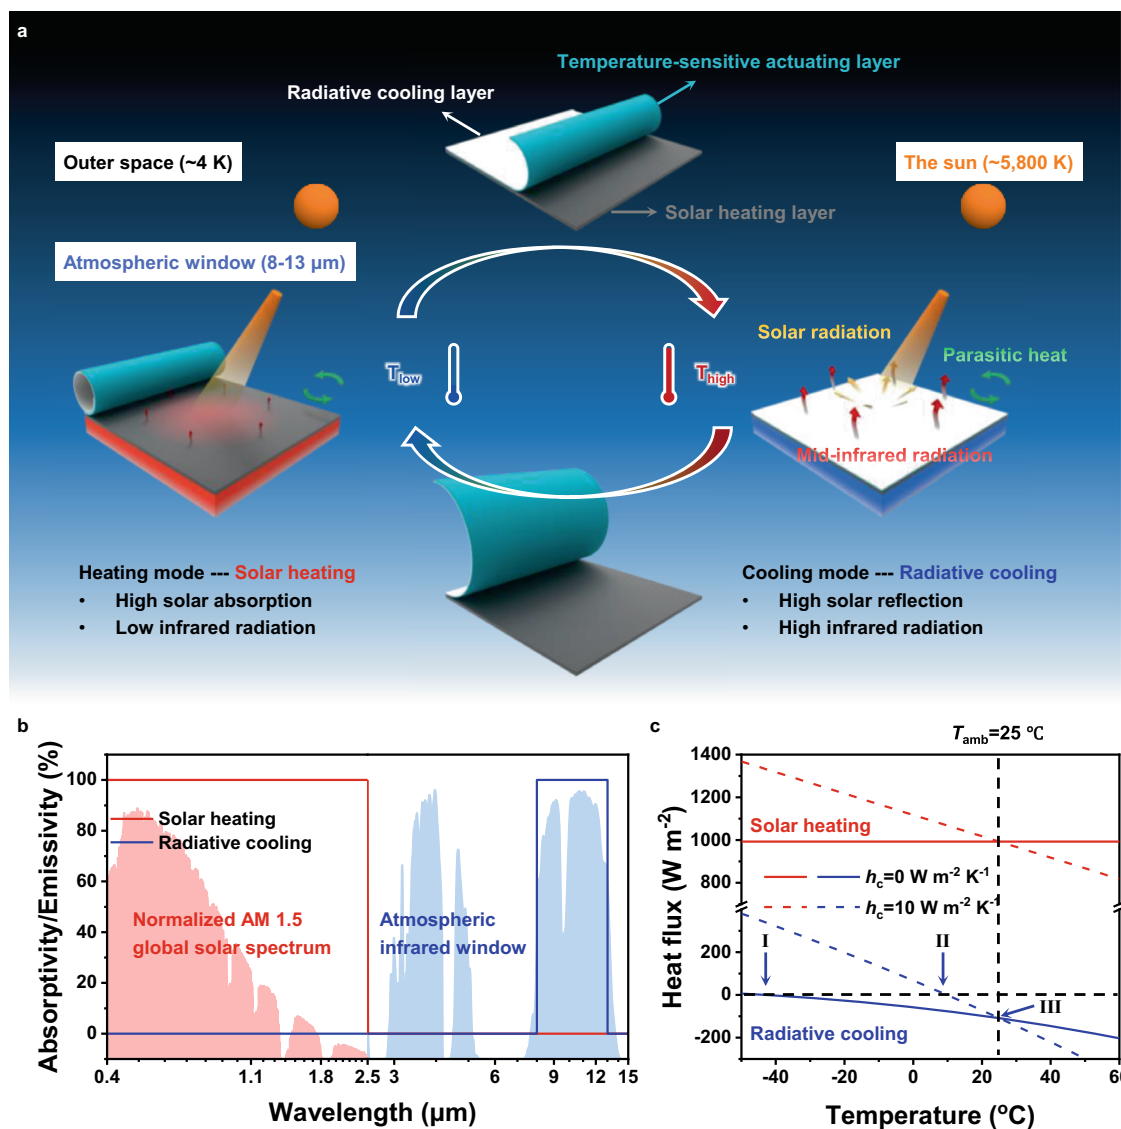 a
Temperature-sensitive actuating layer
Radiative cooling layer
Outer space (~4 K)
The sun (~5,800 K)
Solar heating layer
Atmospheric window (8-13 μm)
Solar radiation
Parasitic heat
T_low
T_high
Mid-infrared radiation
Heating mode --- Solar heating
• High solar absorption
• Low infrared radiation
Cooling mode --- Radiative cooling
• High solar reflection
• High infrared radiation
b
Absorptivity/Emissivity (%)
100
80
60
40
20
0
Solar heating
Radiative cooling
Normalized AM 1.5
global solar spectrum
Atmospheric
infrared window
0.4 1.1 1.8 2.5 3 6 9 12 15
Wavelength (μm)
c
T_amb=25 ℃
Heat flux (W m⁻²)
1400
1200
1000
800
200
0
-200
Solar heating
h_c=0 W m⁻² K⁻¹
h_c=10 W m⁻² K⁻¹
I
II
III
Radiative cooling
-40 -20 0 20 40 60
Temperature (°C)